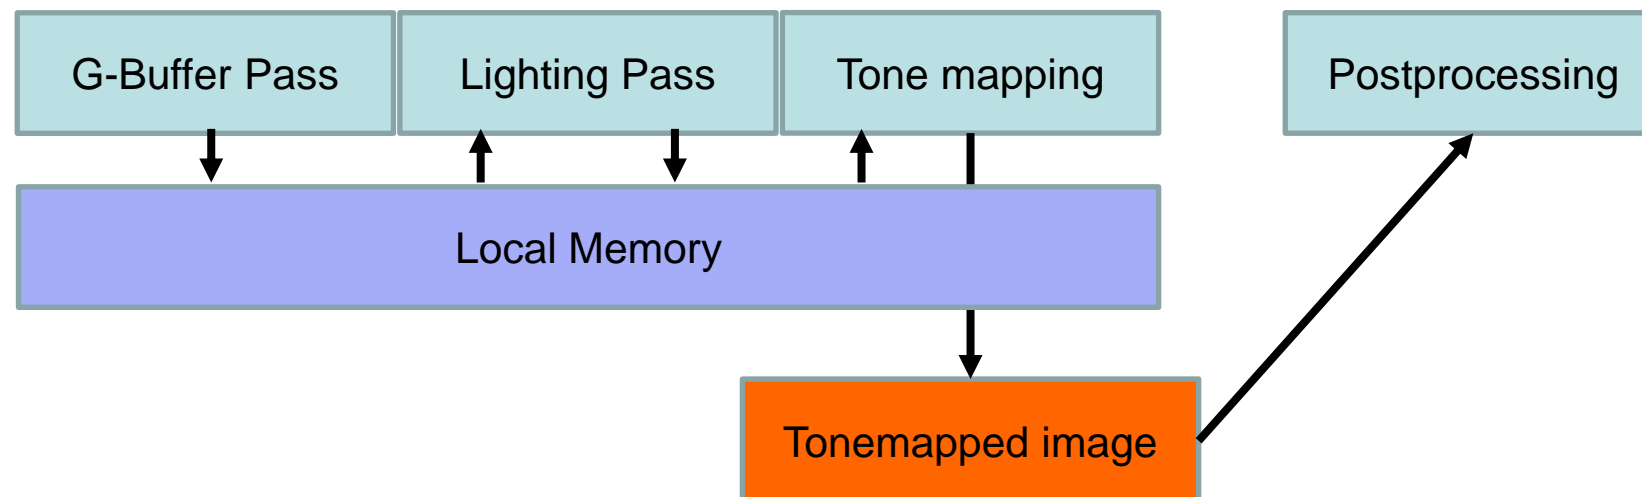 G-Buffer Pass
Lighting Pass
Tone mapping
Postprocessing
Local Memory
Tonemapped image